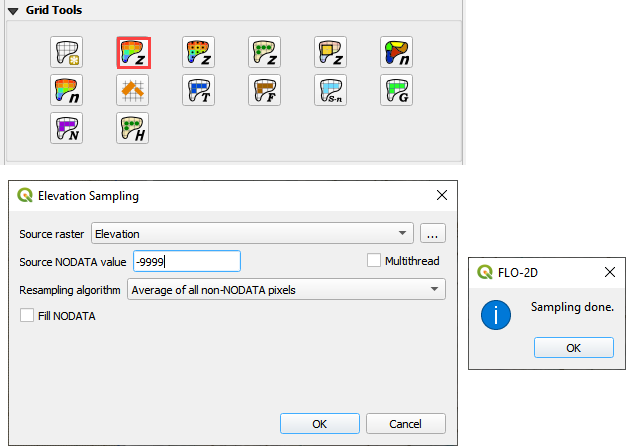 Grid Tools
z z z z n
n T F S-n G
N H
Elevation Sampling
Source raster Elevation ...
Source NODATA value -9999 Multithread
Resampling algorithm Average of all non-NODATA pixels
Fill NODATA
OK Cancel
FLO-2D
Sampling done.
OK